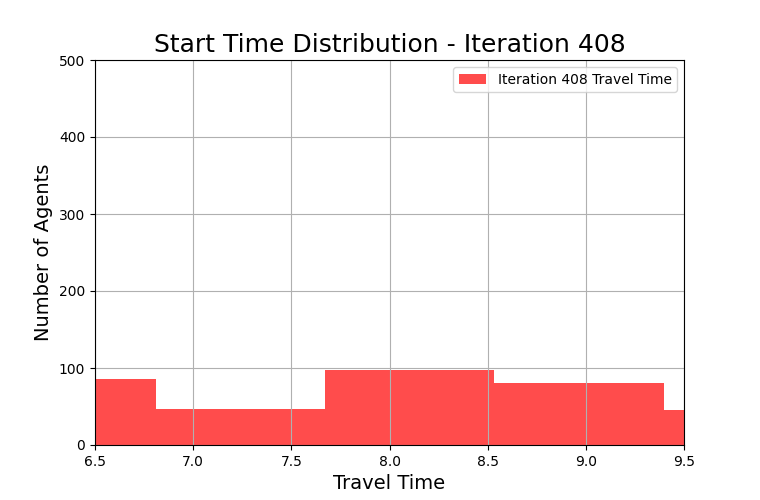 Start Time Distribution - Iteration 408
500
400
300
200
100
0
Number of Agents
Iteration 408 Travel Time
6.5 7.0 7.5 8.0 8.5 9.0 9.5
Travel Time